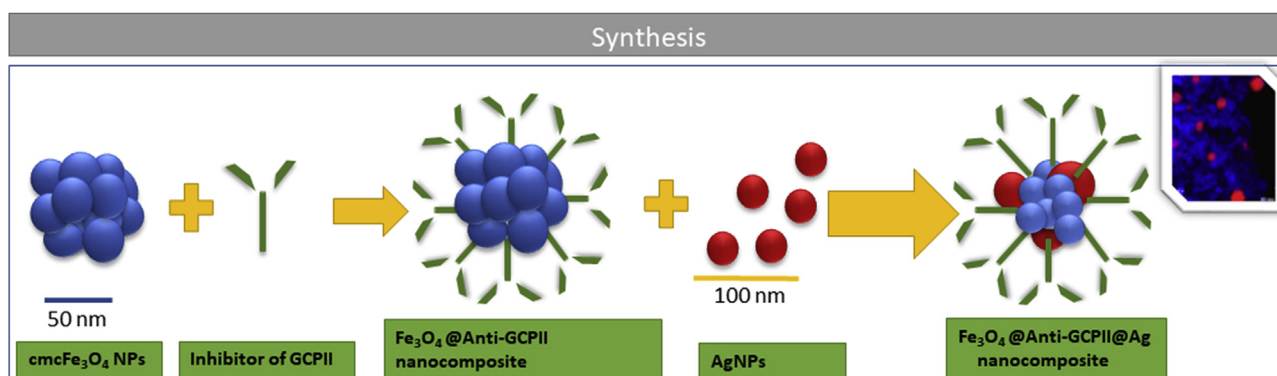 Synthesis
50 nm
100 nm
cmcFe₃O₄ NPs
Inhibitor of GCPII
Fe₃O₄@Anti-GCPII
nanocomposite
AgNPs
Fe₃O₄@Anti-GCPII@Ag
nanocomposite